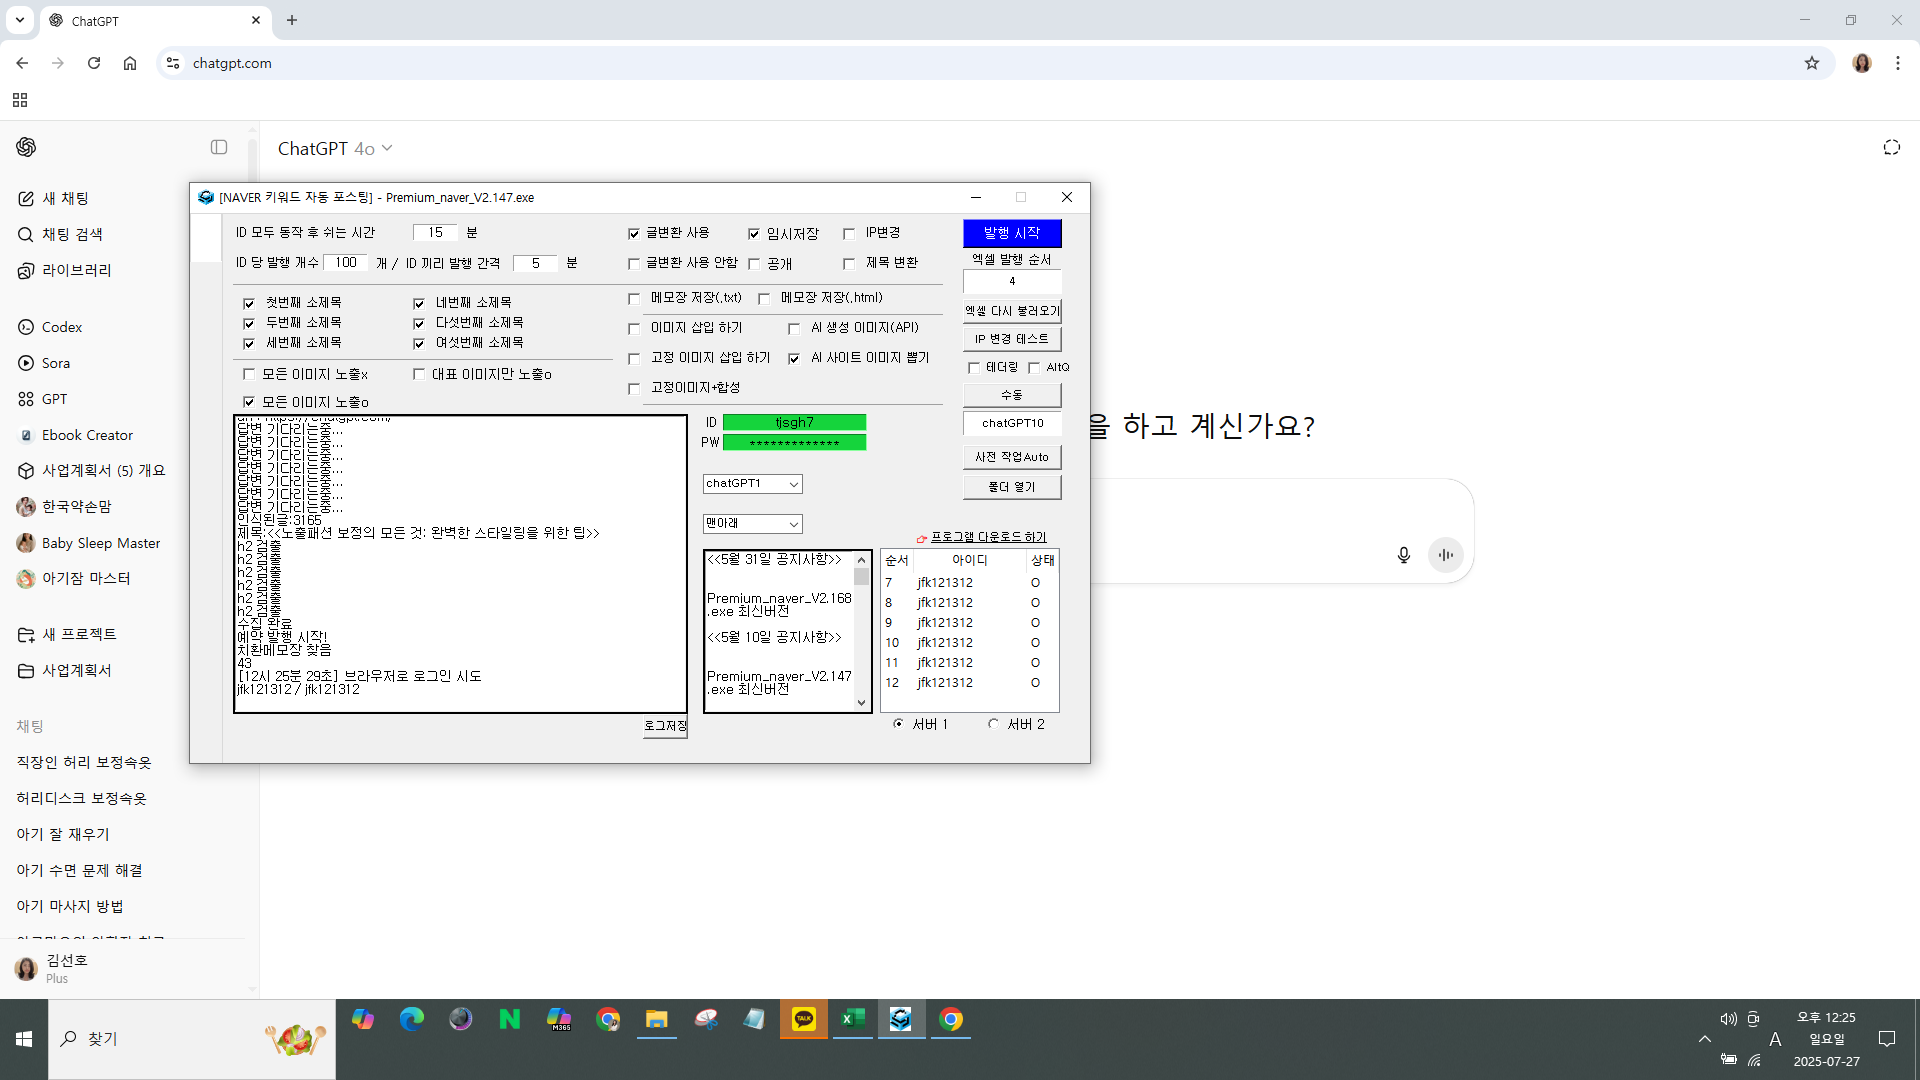 ChatGPT
chatgpt.com
ChatGPT 4o
새 채팅
채팅 검색
라이브러리
Codex
Sora
GPT
Ebook Creator
사업계획서 (5) 개요
한국약손맘
Baby Sleep Master
아기잠 마스터
새 프로젝트
사업계획서
채팅
직장인 허리 보정속옷
허리디스크 보정속옷
아기 잘 재우기
아기 수면 문제 해결
아기 마사지 방법
김선호
Plus
을 하고 계신가요?
[NAVER 키워드 자동 포스팅] - Premium_naver_V2.147.exe
ID 모두 동작 후 쉬는 시간 15 분
ID 당 발행 개수 100 개 / ID 끼리 발행 간격 5 분
글변환 사용 임시저장 IP변경
글변환 사용 안함 공개 제목 변환
첫번째 소제목 네번째 소제목
두번째 소제목 다섯번째 소제목
세번째 소제목 여섯번째 소제목
모든 이미지 노출x 대표 이미지만 노출o
모든 이미지 노출o
메모장 저장(.txt) 메모장 저장(.html)
이미지 삽입 하기 AI 생성 이미지(API)
고정 이미지 삽입 하기 AI 사이트 이미지 뽑기
고정이미지+합성
발행 시작
엑셀 발행 순서
4
엑셀 다시 불러오기
IP 변경 테스트
테더링 AltQ
수동
chatGPT10
사전 작업Auto
폴더 열기
답변 기다리는중...
답변 기다리는중...
답변 기다리는중...
답변 기다리는중...
답변 기다리는중...
답변 기다리는중...
답변 기다리는중...
인식된글:3165
제목:<<노출패션 보정의 모든 것: 완벽한 스타일링을 위한 팁>>
h2 검출
h2 검출
h2 검출
h2 검출
h2 검출
h2 검출
수집 완료
예약 발행 시작!
치환메모장 찾음
43
[12시 25분 29초] 브라우저로 로그인 시도
jfk121312 / jfk121312
로그저장
ID tjsgh7
PW *************
chatGPT1
맨아래
<<5월 31일 공지사항>>
Premium_naver_V2.168
.exe 최신버전
<<5월 10일 공지사항>>
Premium_naver_V2.147
.exe 최신버전
프로그램 다운로드 하기
순서 아이디 상태
7 jfk121312 O
8 jfk121312 O
9 jfk121312 O
10 jfk121312 O
11 jfk121312 O
12 jfk121312 O
서버 1 서버 2
찾기
M365
TALK
A
오후 12:25
일요일
2025-07-27